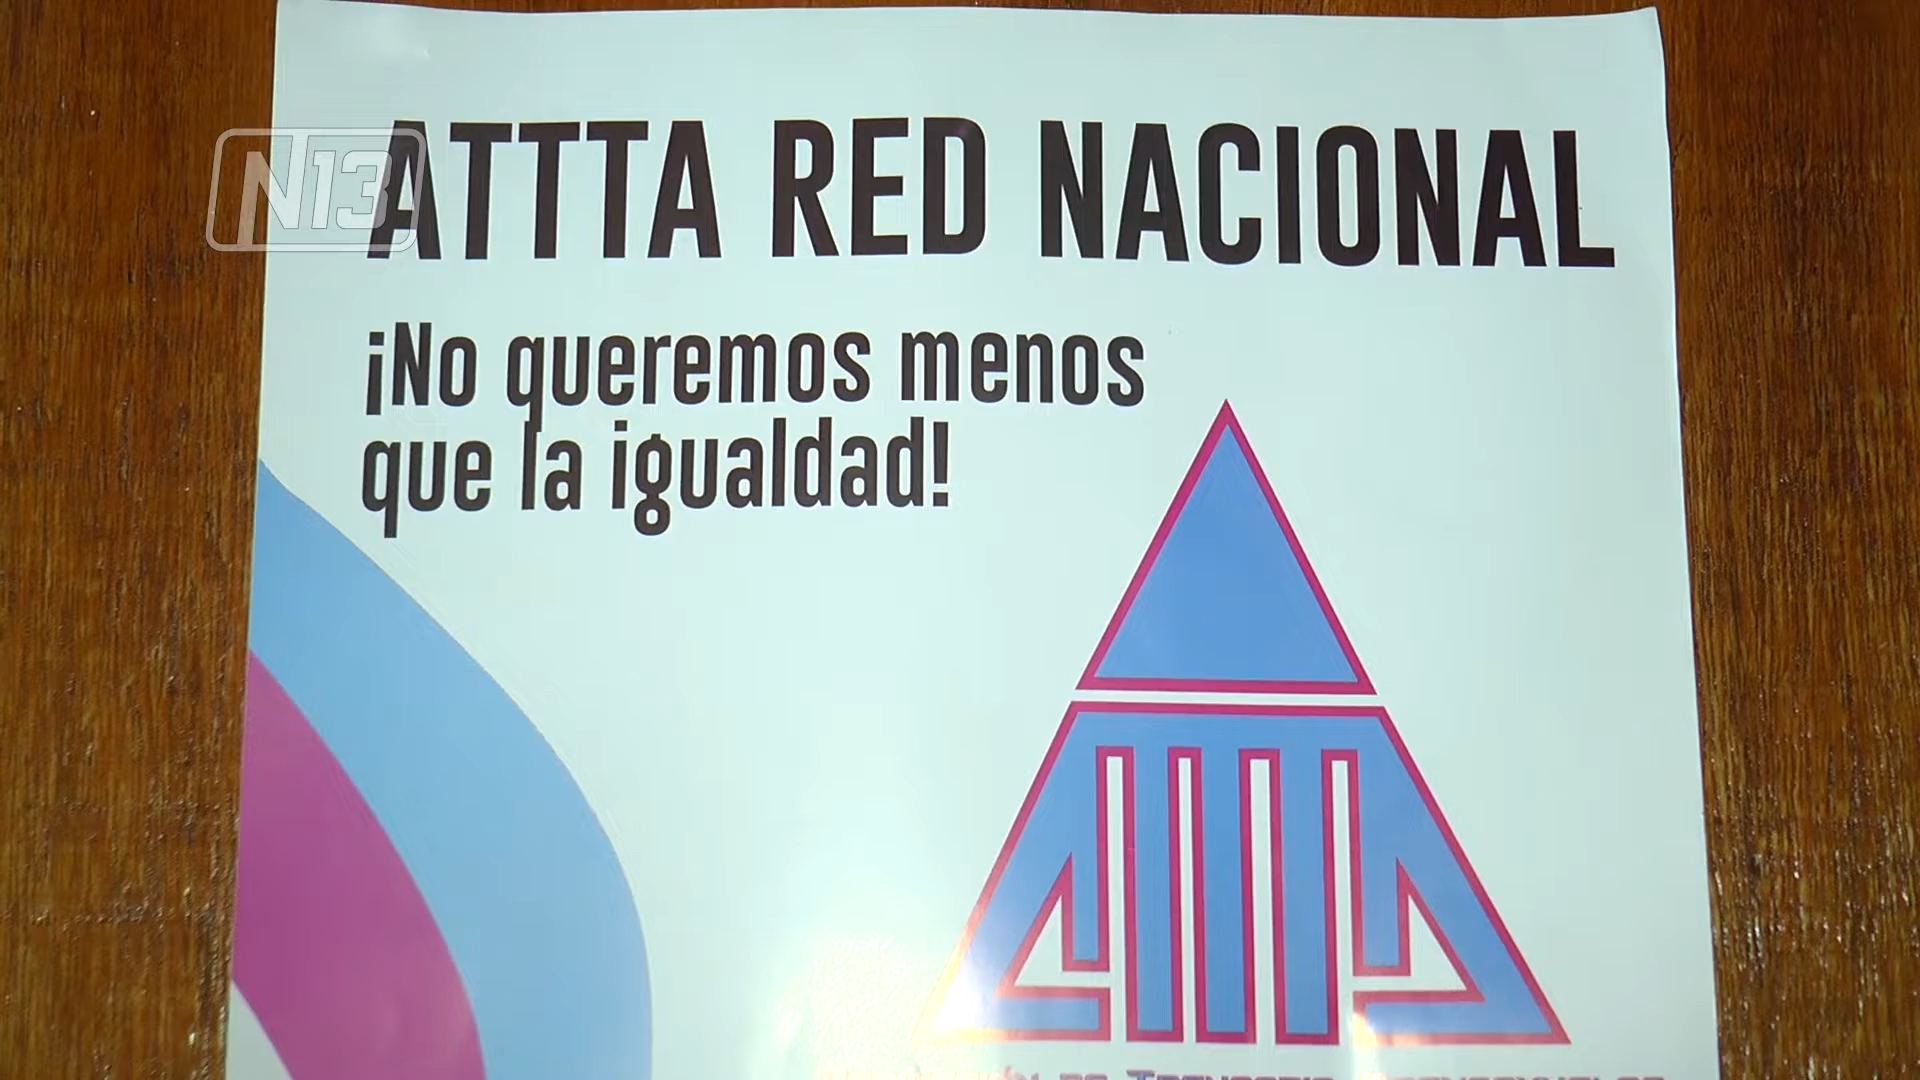 N13
ATTTA RED NACIONAL
¡No queremos menos
que la igualdad!